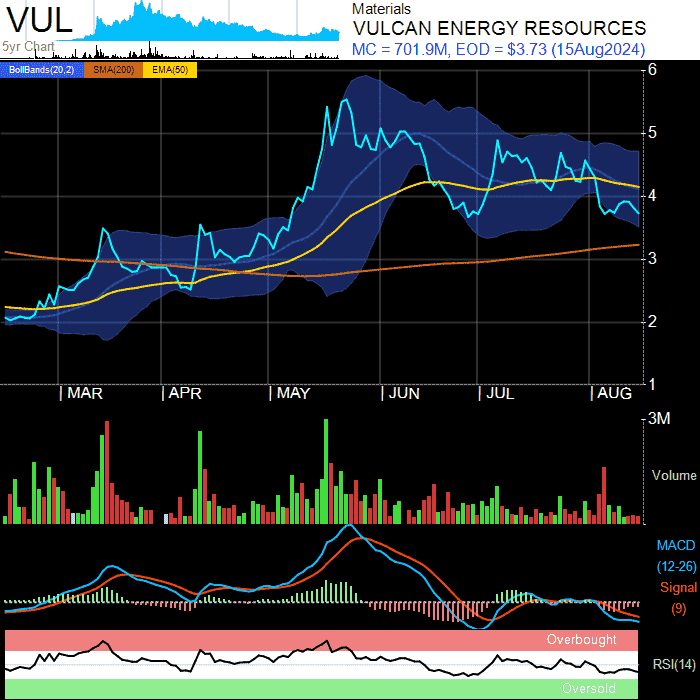 VUL
5yr Chart
Materials
VULCAN ENERGY RESOURCES
MC = 701.9M, EOD = $3.73 (15Aug2024)
BollBands(20,2) SMA(200) EMA(50)
6
5
4
3
2
1
MAR APR MAY JUN JUL AUG
3M
Volume
MACD
(12-26)
Signal
(9)
Overbought
RSI(14)
Oversold